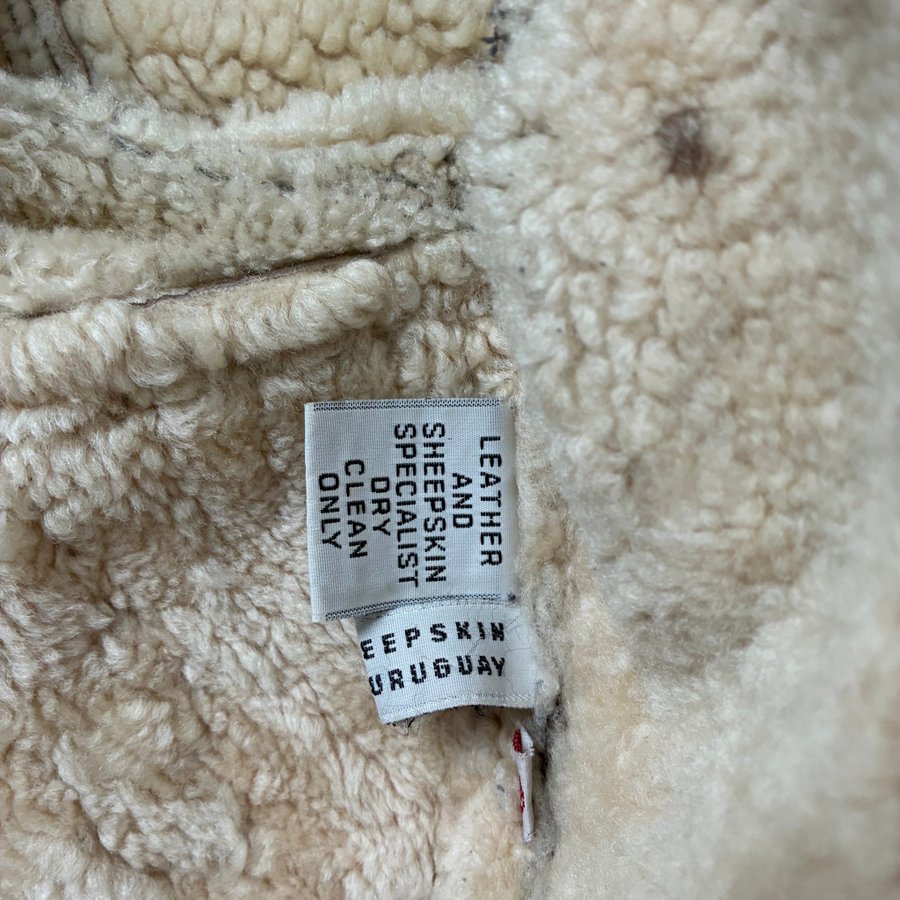 LEATHER
AND
SHEEPSKIN
SPECIALIST
DRY
CLEAN
ONLY
EEPSKIN
URUGUAY